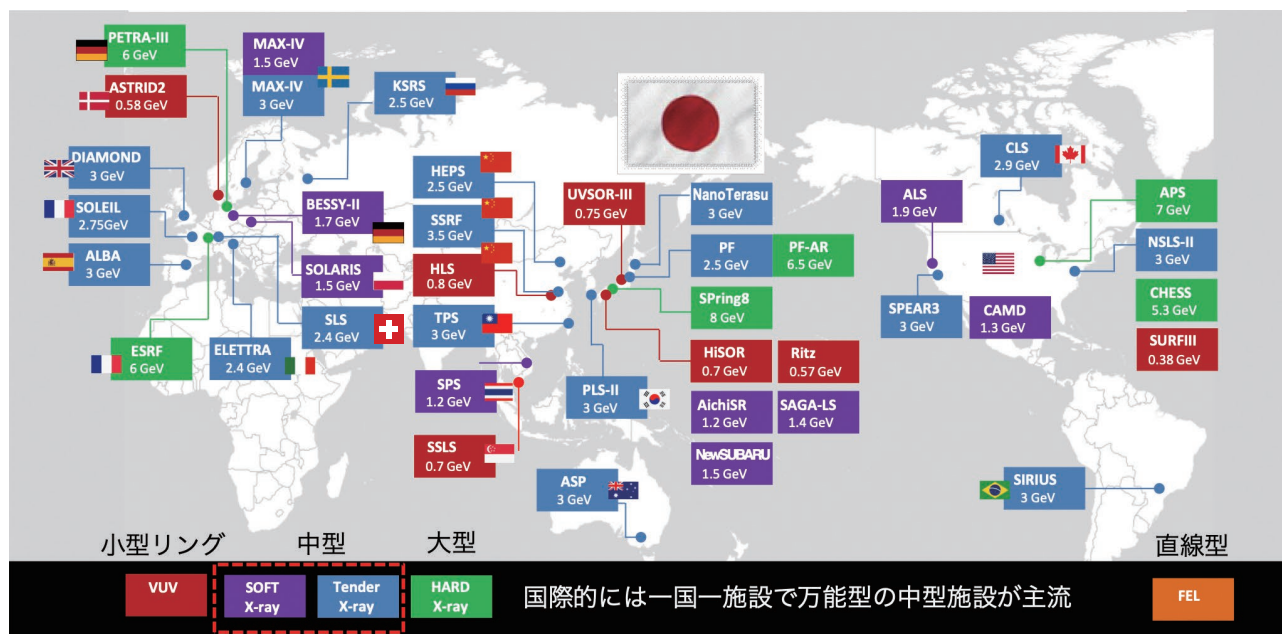 PETRA-III
6 GeV
ASTRID2
0.58 GeV
MAX-IV
1.5 GeV
MAX-IV
3 GeV
KSRS
2.5 GeV
DIAMOND
3 GeV
SOLEIL
2.75GeV
ALBA
3 GeV
BESSY-II
1.7 GeV
SOLARIS
1.5 GeV
SLS
2.4 GeV
ESRF
6 GeV
ELETTRA
2.4 GeV
HEPS
2.5 GeV
SSRF
3.5 GeV
HLS
0.8 GeV
TPS
3 GeV
SPS
1.2 GeV
SSLS
0.7 GeV
UVSOR-III
0.75 GeV
NanoTerasu
3 GeV
PF
2.5 GeV
PF-AR
6.5 GeV
SPring8
8 GeV
HiSOR
0.7 GeV
Ritz
0.57 GeV
PLS-II
3 GeV
AichiSR
1.2 GeV
SAGA-LS
1.4 GeV
NewSUBARU
1.5 GeV
ASP
3 GeV
CLS
2.9 GeV
ALS
1.9 GeV
APS
7 GeV
NSLS-II
3 GeV
SPEAR3
3 GeV
CAMD
1.3 GeV
CHESS
5.3 GeV
SURFIII
0.38 GeV
SIRIUS
3 GeV
小型リング 中型 大型 直線型
VUV
SOFT
X-ray
Tender
X-ray
HARD
X-ray
国際的には一国一施設で万能型の中型施設が主流
FEL